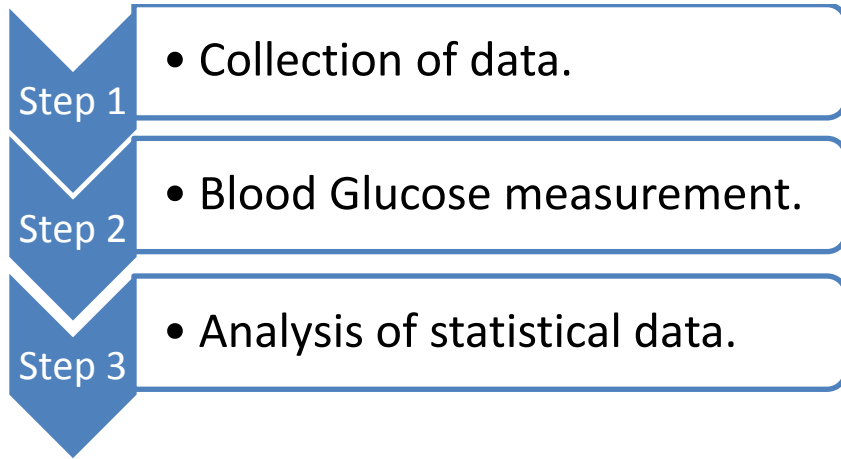 Step 1
• Collection of data.
Step 2
• Blood Glucose measurement.
Step 3
• Analysis of statistical data.